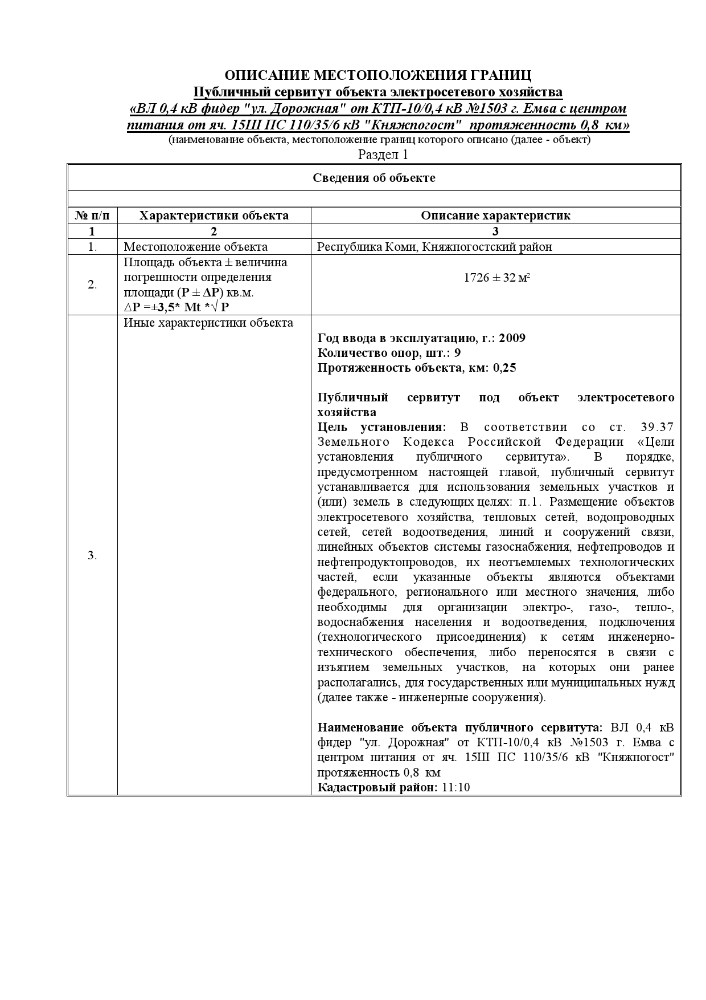 ОПИСАНИЕ МЕСТОПОЛОЖЕНИЯ ГРАНИЦ
Публичный сервитут объекта электросетевого хозяйства
«ВЛ 0,4 кВ фидер "ул. Дорожная" от КТП-10/0,4 кВ №1503 г. Емва с центром
питания от яч. 15Ш ПС 110/35/6 кВ "Княжпогост" протяженность 0,8 км»
(наименование объекта, местоположение границ которого описано (далее - объект)
Раздел 1
Сведения об объекте
№ п/п Характеристики объекта Описание характеристик
1 2 3
1. Местоположение объекта Республика Коми, Княжпогостский район
Площадь объекта ± величина
погрешности определения
площади (P ± ΔP) кв.м.
∆P =±3,5* Mt *√ P
2.
1726 ± 32 м²
Иные характеристики объекта
3.
Год ввода в эксплуатацию, г.: 2009
Количество опор, шт.: 9
Протяженность объекта, км: 0,25
Публичный сервитут под объект электросетевого
хозяйства
Цель установления: В соответствии со ст. 39.37
Земельного Кодекса Российской Федерации «Цели
установления публичного сервитута». В порядке,
предусмотренном настоящей главой, публичный сервитут
устанавливается для использования земельных участков и
(или) земель в следующих целях: п.1. Размещение объектов
электросетевого хозяйства, тепловых сетей, водопроводных
сетей, сетей водоотведения, линий и сооружений связи,
линейных объектов системы газоснабжения, нефтепроводов и
нефтепродуктопроводов, их неотъемлемых технологических
частей, если указанные объекты являются объектами
федерального, регионального или местного значения, либо
необходимы для организации электро-, газо-, тепло-,
водоснабжения населения и водоотведения, подключения
(технологического присоединения) к сетям инженерно-
технического обеспечения, либо переносятся в связи с
изъятием земельных участков, на которых они ранее
располагались, для государственных или муниципальных нужд
(далее также - инженерные сооружения).
Наименование объекта публичного сервитута: ВЛ 0,4 кВ
фидер "ул. Дорожная" от КТП-10/0,4 кВ №1503 г. Емва с
центром питания от яч. 15Ш ПС 110/35/6 кВ "Княжпогост"
протяженность 0,8 км
Кадастровый район: 11:10